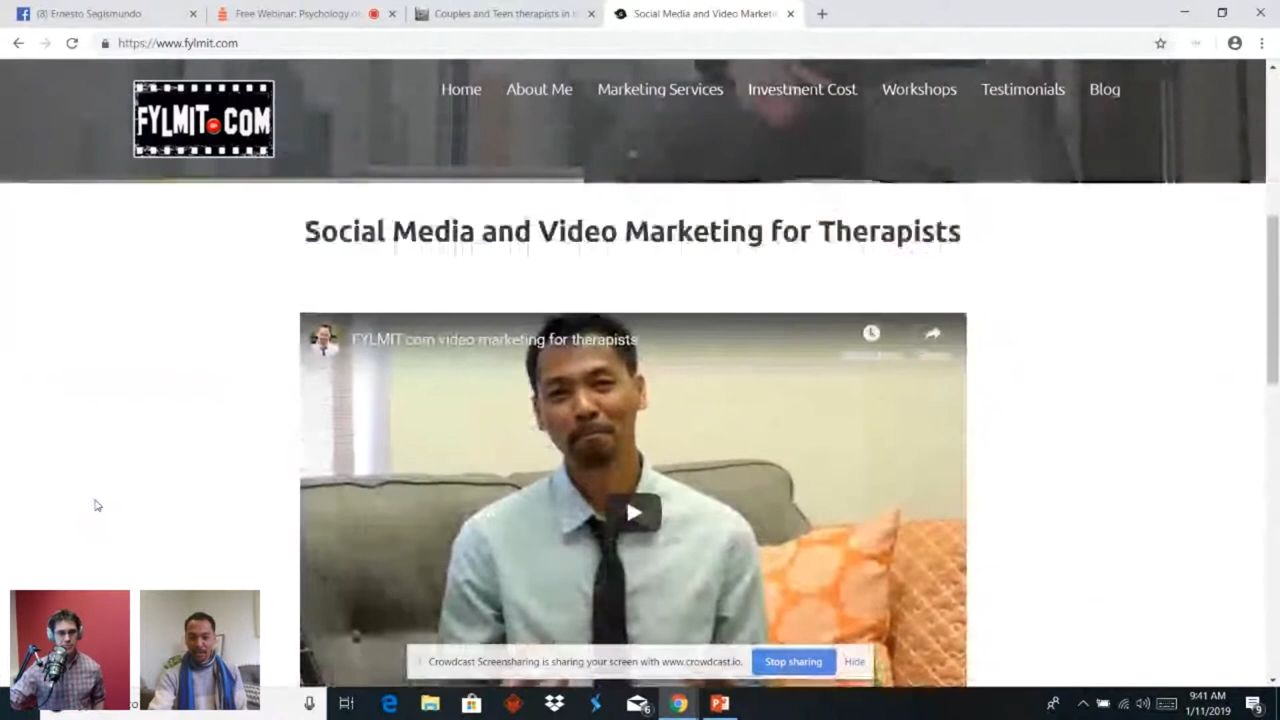 (8) Ernesto Segismundo
Free Webinar: Psychology o
Couples and Teen therapists in
Social Media and Video Market
https://www.fylmit.com
FYLMIT.COM
Home
About Me
Marketing Services
Investment Cost
Workshops
Testimonials
Blog
Social Media and Video Marketing for Therapists
FYLMIT com video marketing for therapists
Crowdcast Screensharing is sharing your screen with www.crowdcast.io.
Stop sharing
Hide
6
9:41 AM
1/11/2019
9